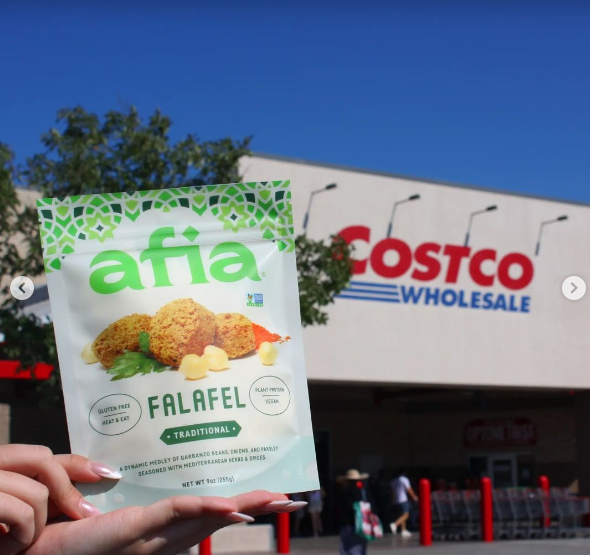 afia
GLUTEN FREE
HEAT & EAT
FALAFEL
PLANT PROTEIN
VEGAN
• TRADITIONAL •
A DYNAMIC MEDLEY OF GARBANZO BEANS, ONIONS, AND PARSLEY
SEASONED WITH MEDITERRANEAN HERBS & SPICES.
NET WT 9oz (255g)
COSTCO
WHOLESALE